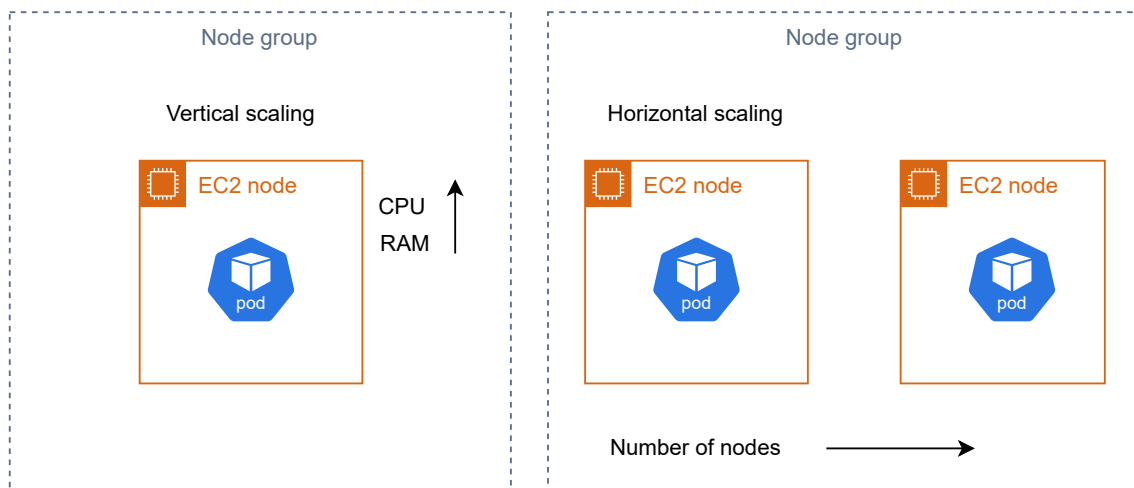 Node group
Vertical scaling
EC2 node
CPU
RAM
pod
Node group
Horizontal scaling
EC2 node
pod
EC2 node
pod
Number of nodes